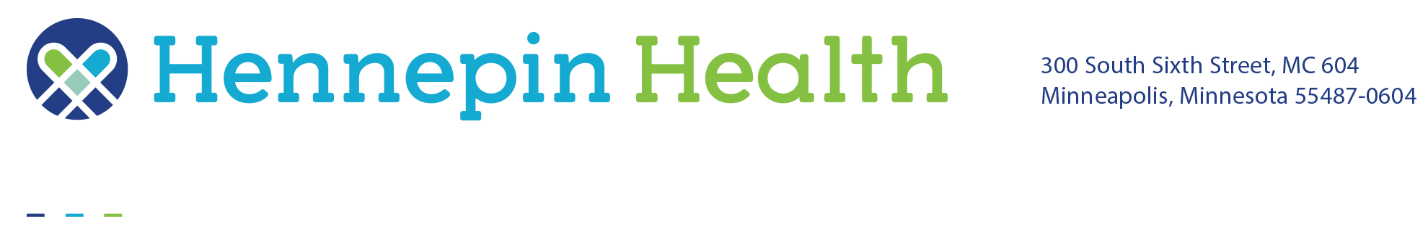 Hennepin Health
300 South Sixth Street, MC 604
Minneapolis, Minnesota 55487-0604